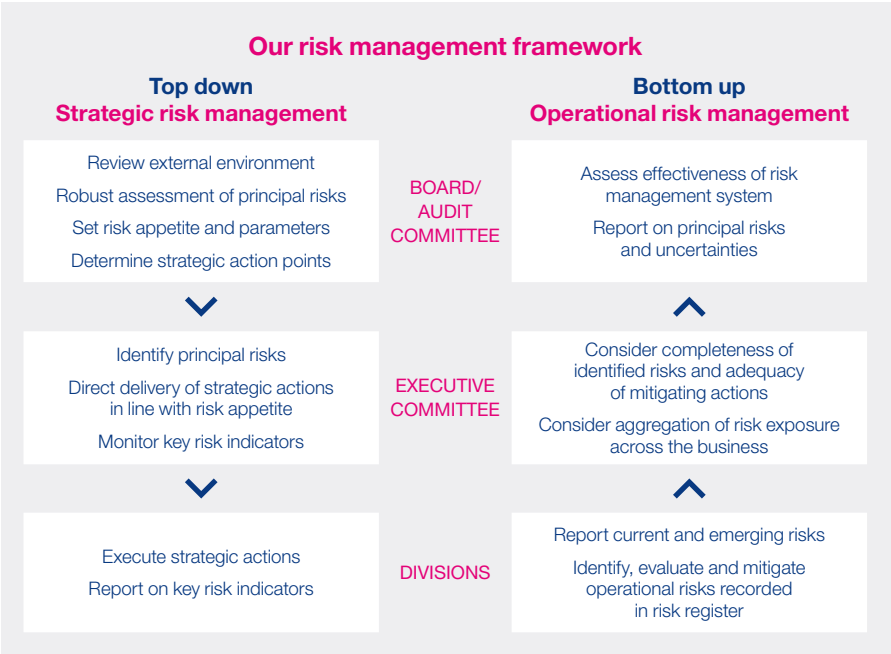 Our risk management framework
Top down
Strategic risk management
Bottom up
Operational risk management
Review external environment
Robust assessment of principal risks
Set risk appetite and parameters
Determine strategic action points
BOARD/
AUDIT
COMMITTEE
Assess effectiveness of risk
management system
Report on principal risks
and uncertainties
Identify principal risks
Direct delivery of strategic actions
in line with risk appetite
Monitor key risk indicators
EXECUTIVE
COMMITTEE
Consider completeness of
identified risks and adequacy
of mitigating actions
Consider aggregation of risk exposure
across the business
Execute strategic actions
Report on key risk indicators
DIVISIONS
Report current and emerging risks
Identify, evaluate and mitigate
operational risks recorded
in risk register